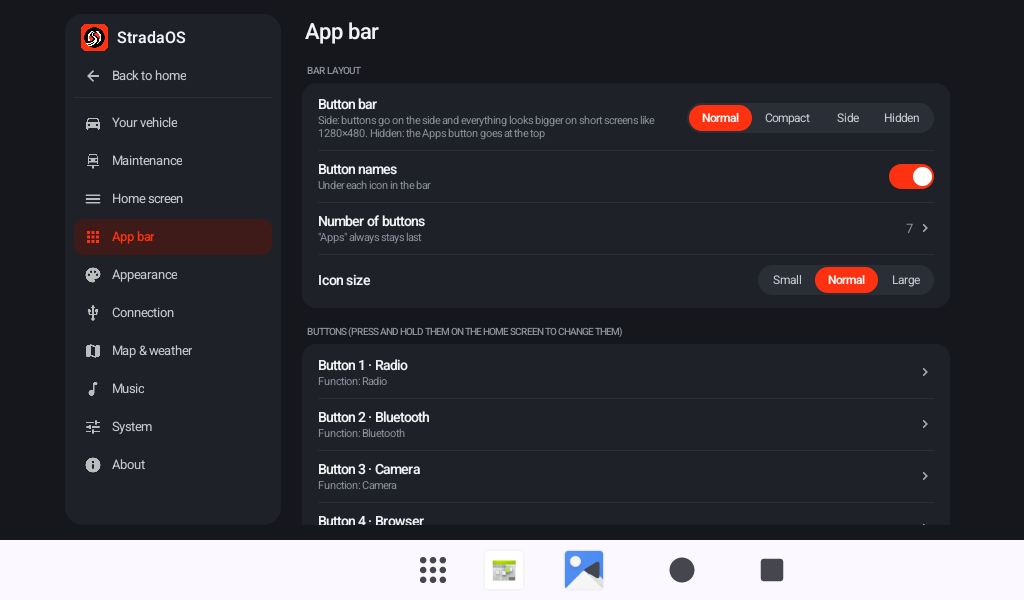 StradaOS
Back to home
Your vehicle
Maintenance
Home screen
App bar
Appearance
Connection
Map & weather
Music
System
About
App bar
BAR LAYOUT
Button bar
Side: buttons go on the side and everything looks bigger on short screens like
1280×480. Hidden: the Apps button goes at the top
Normal Compact Side Hidden
Button names
Under each icon in the bar
Number of buttons
"Apps" always stays last
7
Icon size
Small Normal Large
BUTTONS (PRESS AND HOLD THEM ON THE HOME SCREEN TO CHANGE THEM)
Button 1 · Radio
Function: Radio
Button 2 · Bluetooth
Function: Bluetooth
Button 3 · Camera
Function: Camera
Button 4 · Browser